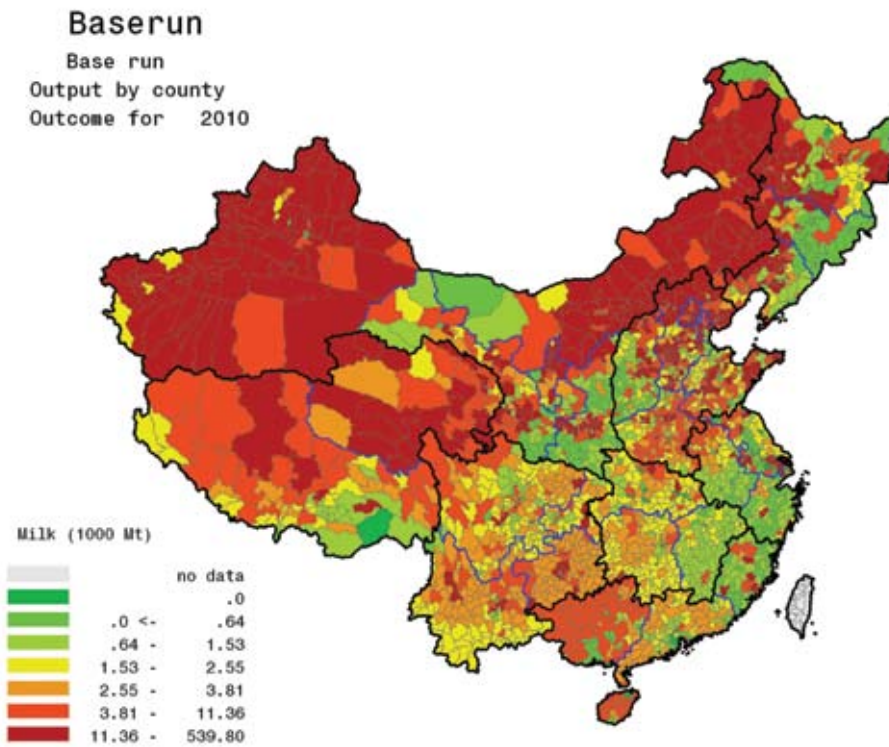 Baserun
Base run
Output by county
Outcome for 2010
Milk (1000 Mt)
no data
.0
.0 <- .64
.64 - 1.53
1.53 - 2.55
2.55 - 3.81
3.81 - 11.36
11.36 - 539.80